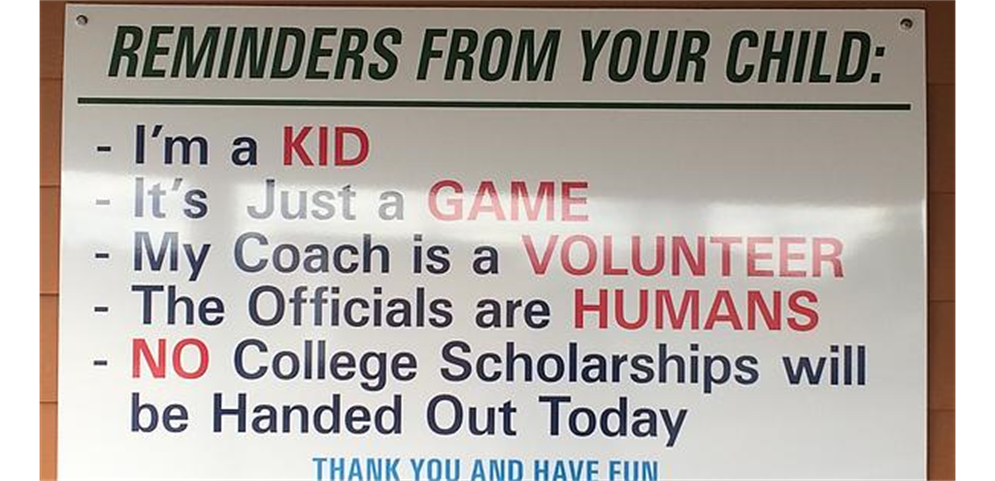 REMINDERS FROM YOUR CHILD:
- I'm a KID
- It's Just a GAME
- My Coach is a VOLUNTEER
- The Officials are HUMANS
- NO College Scholarships will
be Handed Out Today
THANK YOU AND HAVE FUN